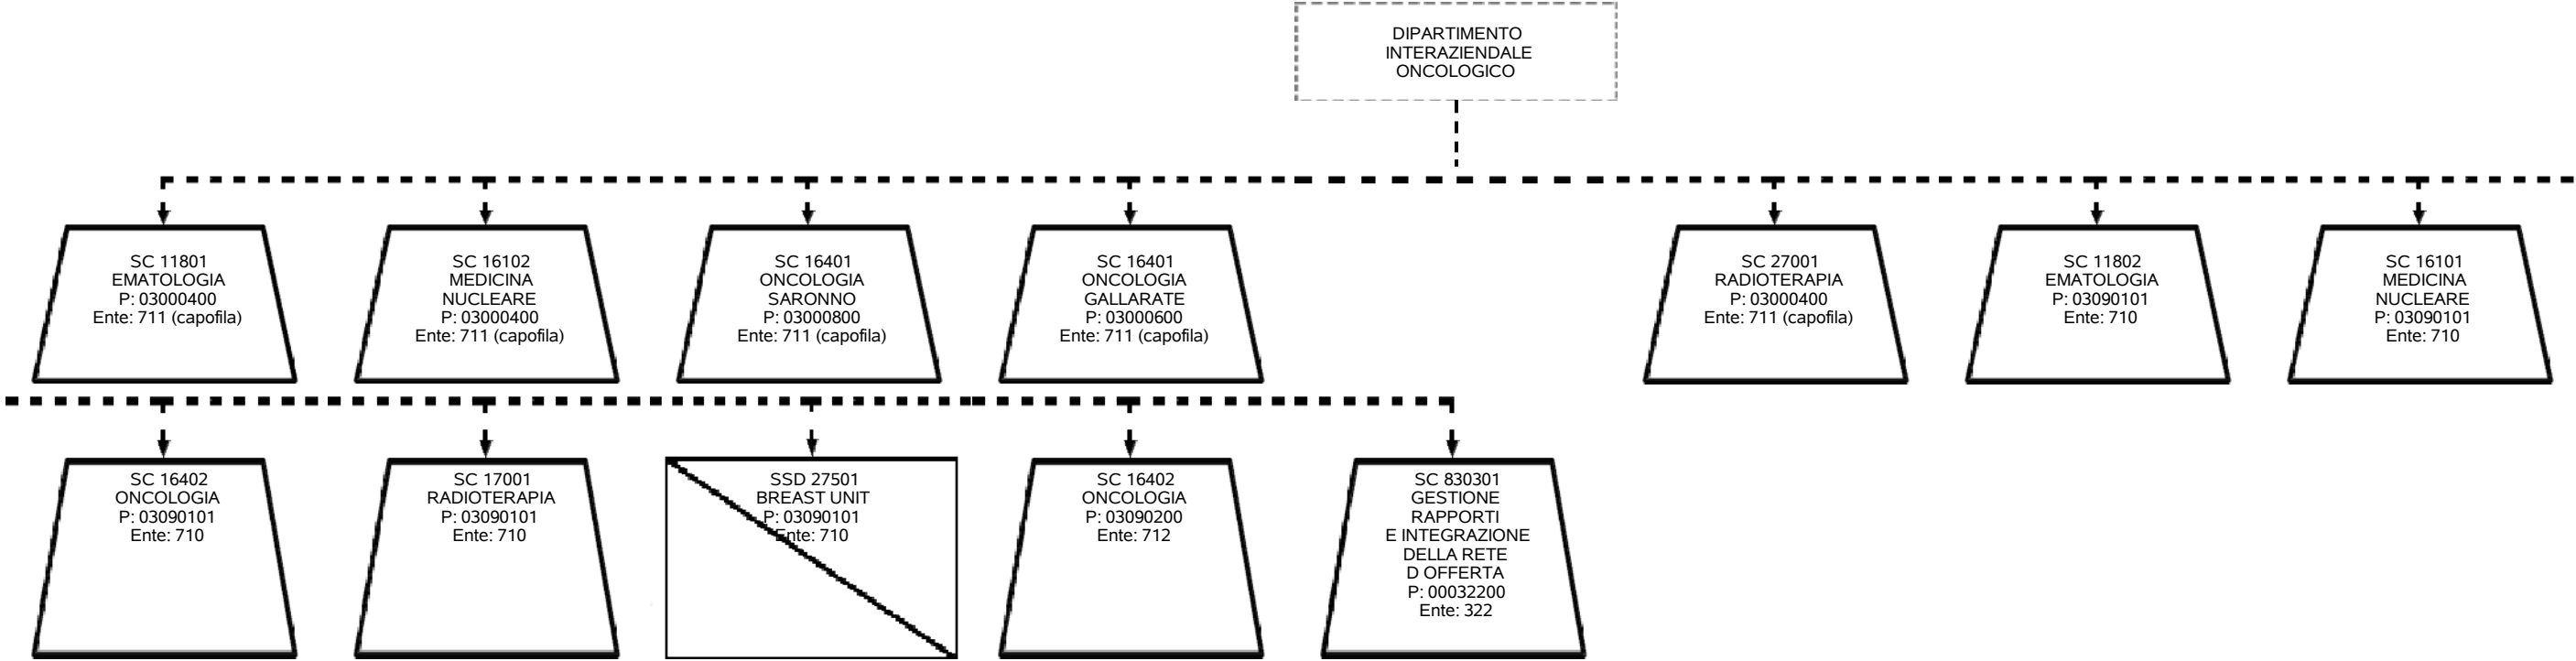 DIPARTIMENTO
INTERAZIENDALE
ONCOLOGICO
SC 11801
EMATOLOGIA
P: 03000400
Ente: 711 (capofila)
SC 16102
MEDICINA
NUCLEARE
P: 03000400
Ente: 711 (capofila)
SC 16401
ONCOLOGIA
SARONNO
P: 03000800
Ente: 711 (capofila)
SC 16401
ONCOLOGIA
GALLARATE
P: 03000600
Ente: 711 (capofila)
SC 27001
RADIOTERAPIA
P: 03000400
Ente: 711 (capofila)
SC 11802
EMATOLOGIA
P: 03090101
Ente: 710
SC 16101
MEDICINA
NUCLEARE
P: 03090101
Ente: 710
SC 16402
ONCOLOGIA
P: 03090101
Ente: 710
SC 17001
RADIOTERAPIA
P: 03090101
Ente: 710
SSD 27501
BREAST UNIT
P: 03090101
Ente: 710
SC 16402
ONCOLOGIA
P: 03090200
Ente: 712
SC 830301
GESTIONE
RAPPORTI
E INTEGRAZIONE
DELLA RETE
D OFFERTA
P: 00032200
Ente: 322